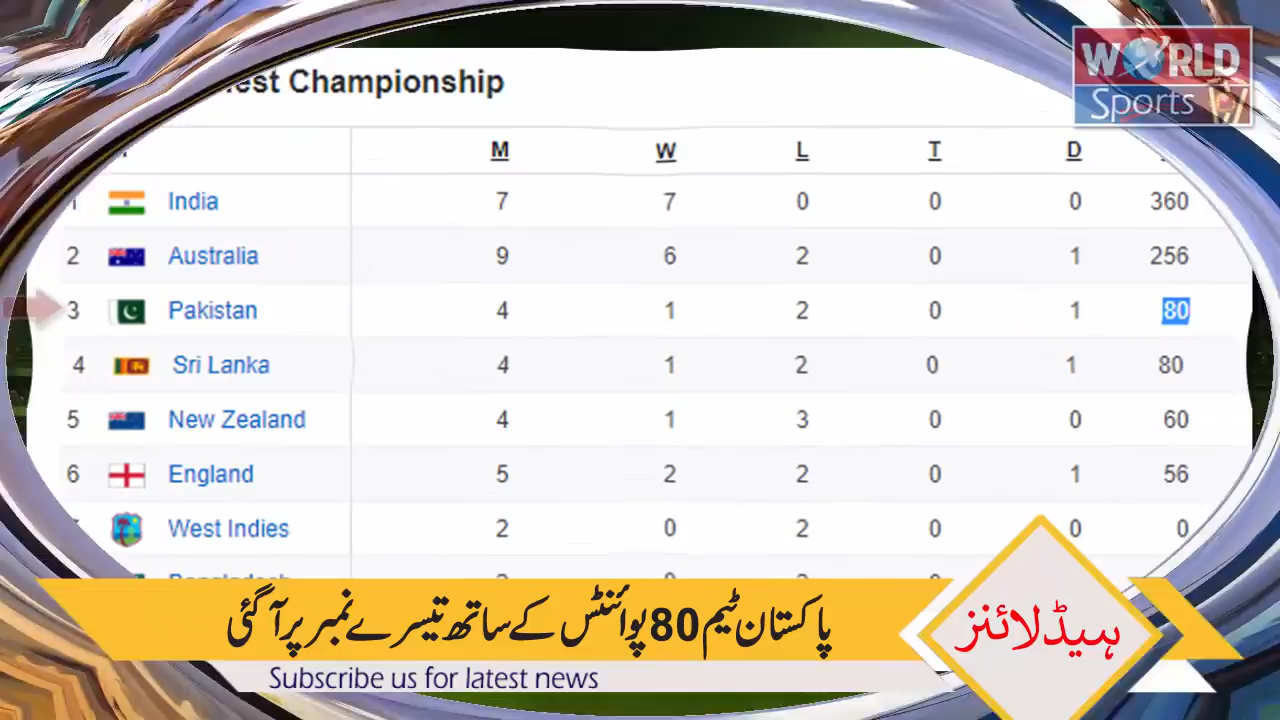 WORLD
Sports TV
Test Championship
M W L T D
1 India 7 7 0 0 0 360
2 Australia 9 6 2 0 1 256
3 Pakistan 4 1 2 0 1 80
4 Sri Lanka 4 1 2 0 1 80
5 New Zealand 4 1 3 0 0 60
6 England 5 2 2 0 1 56
West Indies 2 0 2 0 0 0
پاکستان ٹیم 80 پوائنٹس کے ساتھ تیسرے نمبر پر آ گئی
ہیڈلائنز
Subscribe us for latest news